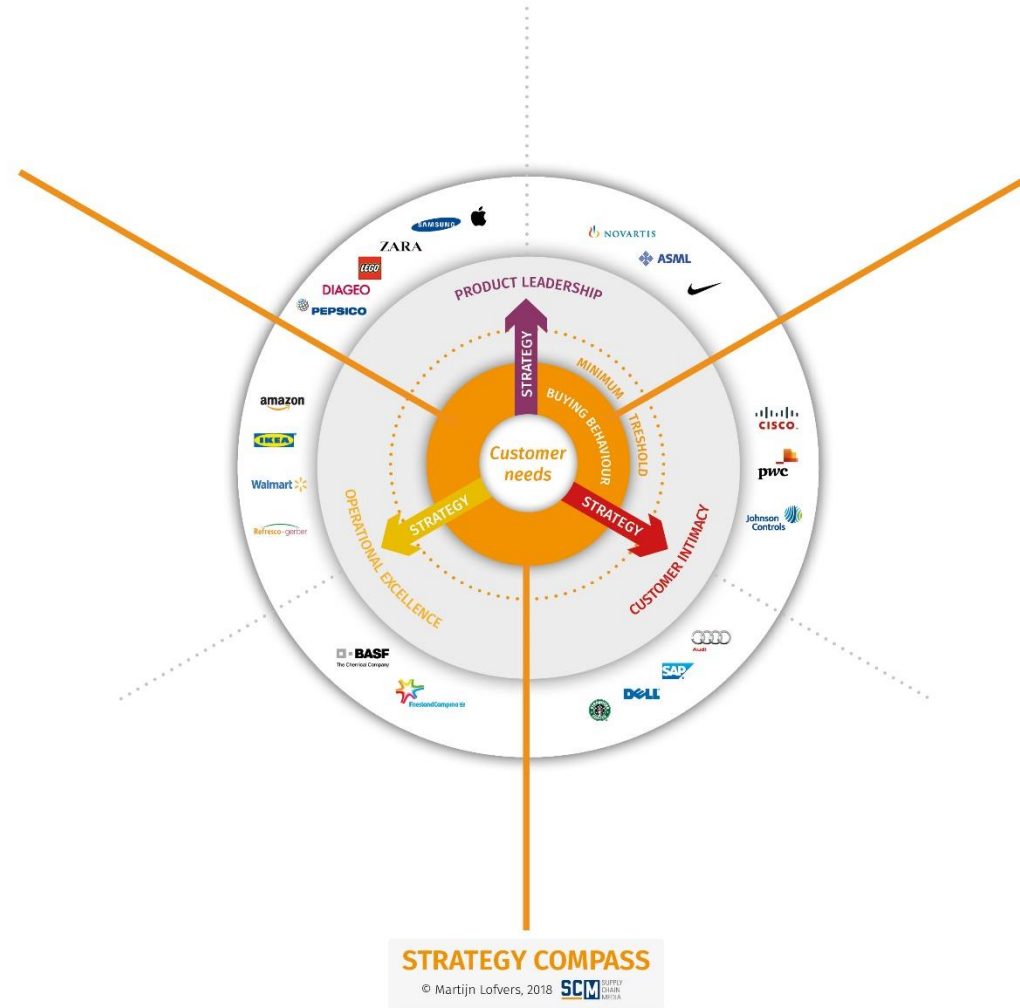 SAMSUNG
ZARA
LEGO
DIAGEO
PEPSICO
NOVARTIS
ASML
PRODUCT LEADERSHIP
STRATEGY
MINIMUM
TRESHOLD
BUYING BEHAVIOUR
Customer
needs
amazon
IKEA
Walmart
Refresco-gerber
CISCO
pwc
Johnson
Controls
STRATEGY
OPERATIONAL EXCELLENCE
STRATEGY
CUSTOMER INTIMACY
BASF
The Chemical Company
FrieslandCampina
Audi
SAP
DELL
STRATEGY COMPASS
© Martijn Lofvers, 2018 SCM SUPPLY
CHAIN
MEDIA